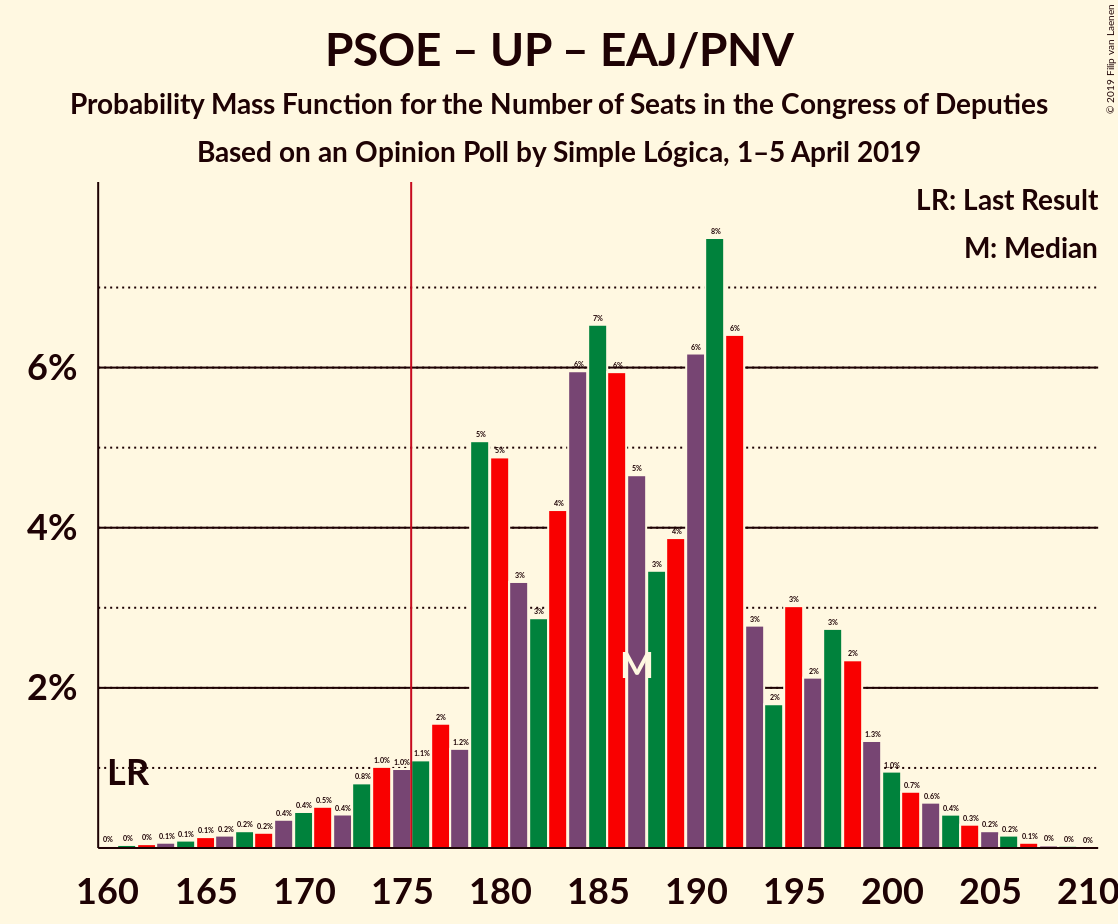 PSOE – UP – EAJ/PNV
Probability Mass Function for the Number of Seats in the Congress of Deputies
Based on an Opinion Poll by Simple Lógica, 1–5 April 2019
© 2019 Filip van Laenen
LR: Last Result
M: Median
6%
4%
2%
LR
M
0% 0% 0% 0.1% 0.1% 0.1% 0.2% 0.2% 0.2% 0.4% 0.4% 0.5% 0.4% 0.8% 1.0% 1.0% 1.1% 2% 1.2% 5% 5% 3% 3% 4% 6% 7% 6% 5% 3% 4% 6% 8% 6% 3% 2% 3% 2% 3% 2% 1.3% 1.0% 0.7% 0.6% 0.4% 0.3% 0.2% 0.2% 0.1% 0% 0% 0%
160 165 170 175 180 185 190 195 200 205 210